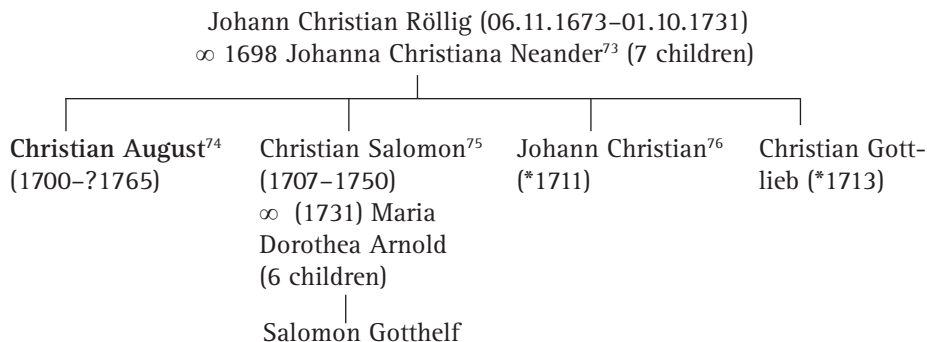 Johann Christian Röllig (06.11.1673–01.10.1731)
∞ 1698 Johanna Christiana Neander⁷³ (7 children)
Christian August⁷⁴
(1700–?1765)
Christian Salomon⁷⁵
(1707–1750)
∞ (1731) Maria
Dorothea Arnold
(6 children)
Salomon Gotthelf
Johann Christian⁷⁶
(*1711)
Christian Gott-
lieb (*1713)